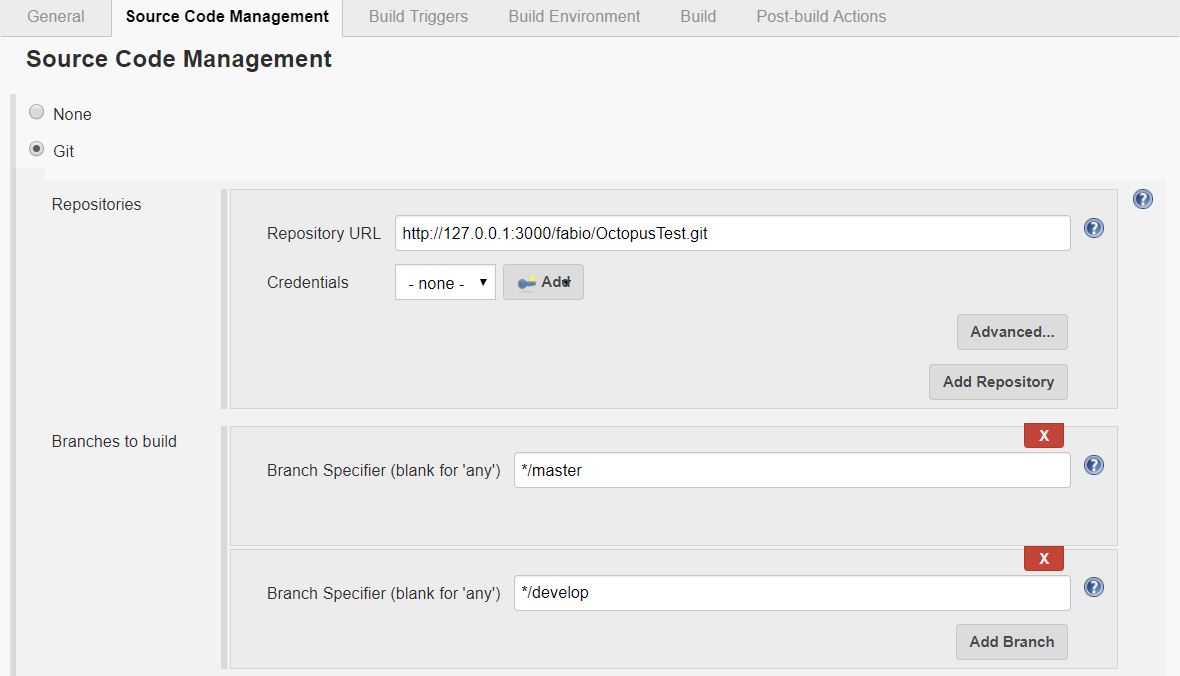 General Source Code Management Build Triggers Build Environment Build Post-build Actions
Source Code Management
None
Git
Repositories
Repository URL http://127.0.0.1:3000/fabio/OctopusTest.git
Credentials - none - Add
Advanced...
Add Repository
Branches to build
X
Branch Specifier (blank for 'any') */master
X
Branch Specifier (blank for 'any') */develop
Add Branch